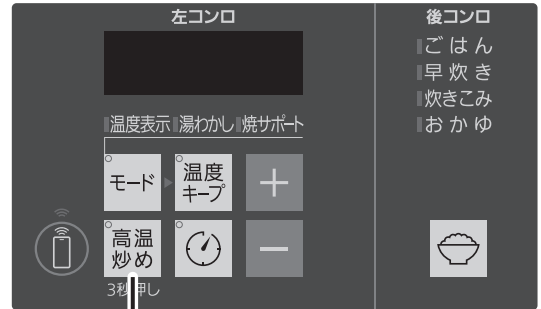 左コンロ
後コンロ
ごはん
早炊き
炊きこみ
おかゆ
温度表示 湯わかし 焼サポート
モード
温度
キープ
高温
炒め
3秒押し